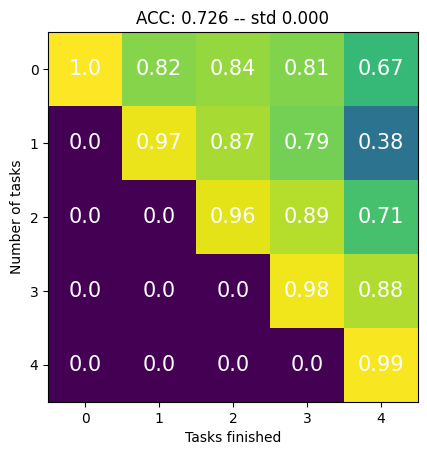 ACC: 0.726 -- std 0.000
Number of tasks
0 1.0 0.82 0.84 0.81 0.67
1 0.0 0.97 0.87 0.79 0.38
2 0.0 0.0 0.96 0.89 0.71
3 0.0 0.0 0.0 0.98 0.88
4 0.0 0.0 0.0 0.0 0.99
0 1 2 3 4
Tasks finished